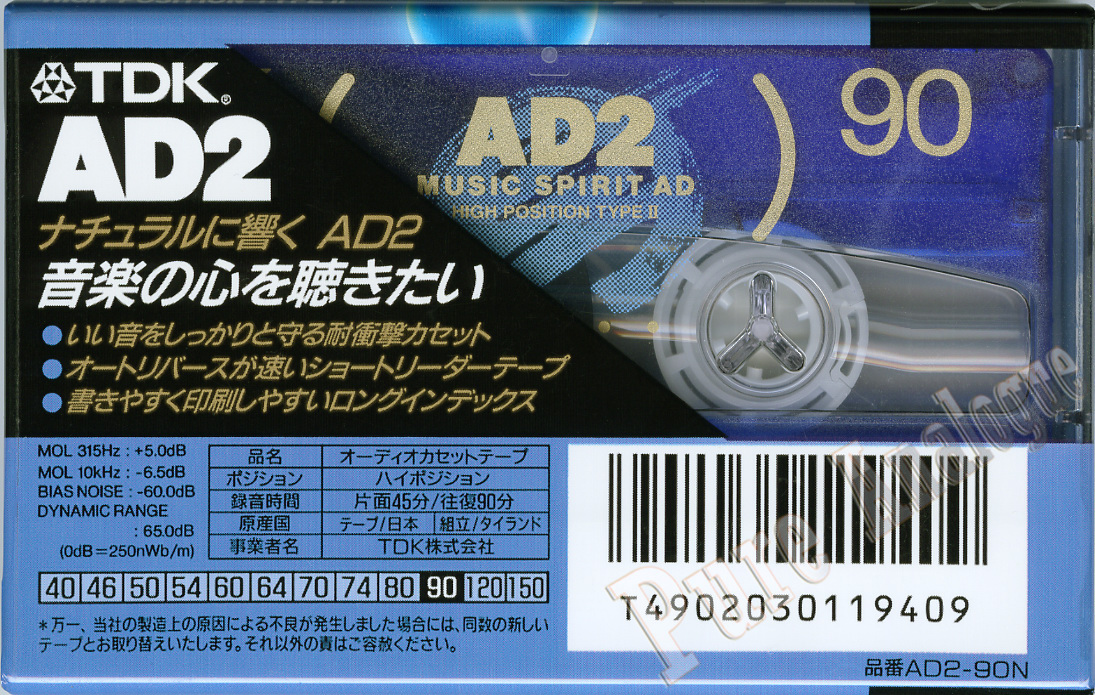 TDK®
AD2
ナチュラルに響く AD2
音楽の心を聴きたい
●いい音をしっかりと守る耐衝撃カセット
●オートリバースが速いショートリーダーテープ
●書きやすく印刷しやすいロングインデックス
AD2
MUSIC SPIRIT AD
HIGH POSITION TYPE II
90
MOL 315Hz : +5.0dB
MOL 10kHz : -6.5dB
BIAS NOISE : -60.0dB
DYNAMIC RANGE
: 65.0dB
(0dB=250nWb/m)
品名 オーディオカセットテープ
ポジション ハイポジション
録音時間 片面45分/往復90分
原産国 テープ/日本 組立/タイランド
事業者名 TDK株式会社
40 46 50 54 60 64 70 74 80 90 120 150
*万一、当社の製造上の原因による不良が発生しました場合には、同数の新しい
テープとお取り替えいたします。それ以外の責はご容赦ください。
T4902030119409
品番AD2-90N
Pure Analogue